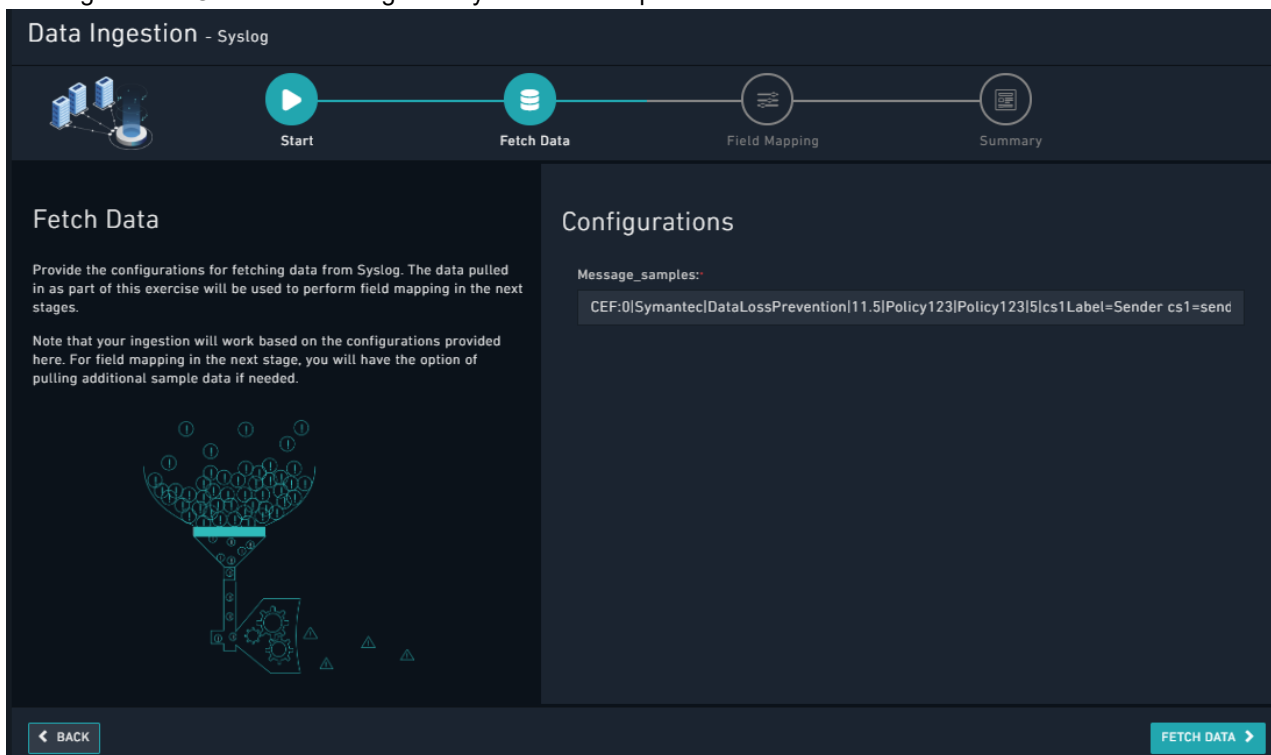 Data Ingestion - Syslog
Start
Fetch Data
Field Mapping
Summary
Fetch Data
Provide the configurations for fetching data from Syslog. The data pulled
in as part of this exercise will be used to perform field mapping in the next
stages.
Note that your ingestion will work based on the configurations provided
here. For field mapping in the next stage, you will have the option of
pulling additional sample data if needed.
Configurations
Message_samples:
CEF:0|Symantec|DataLossPrevention|11.5|Policy123|Policy123|5|cs1Label=Sender cs1=send
BACK
FETCH DATA